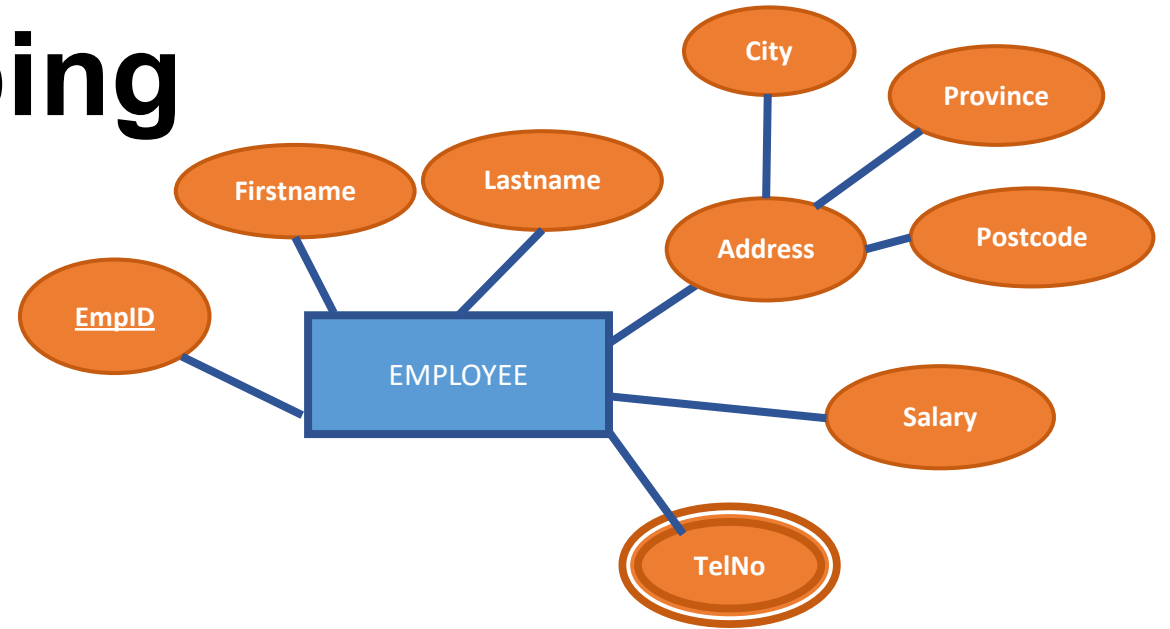 ping
City
Province
Firstname
Lastname
Address
Postcode
EmpID
EMPLOYEE
Salary
TelNo